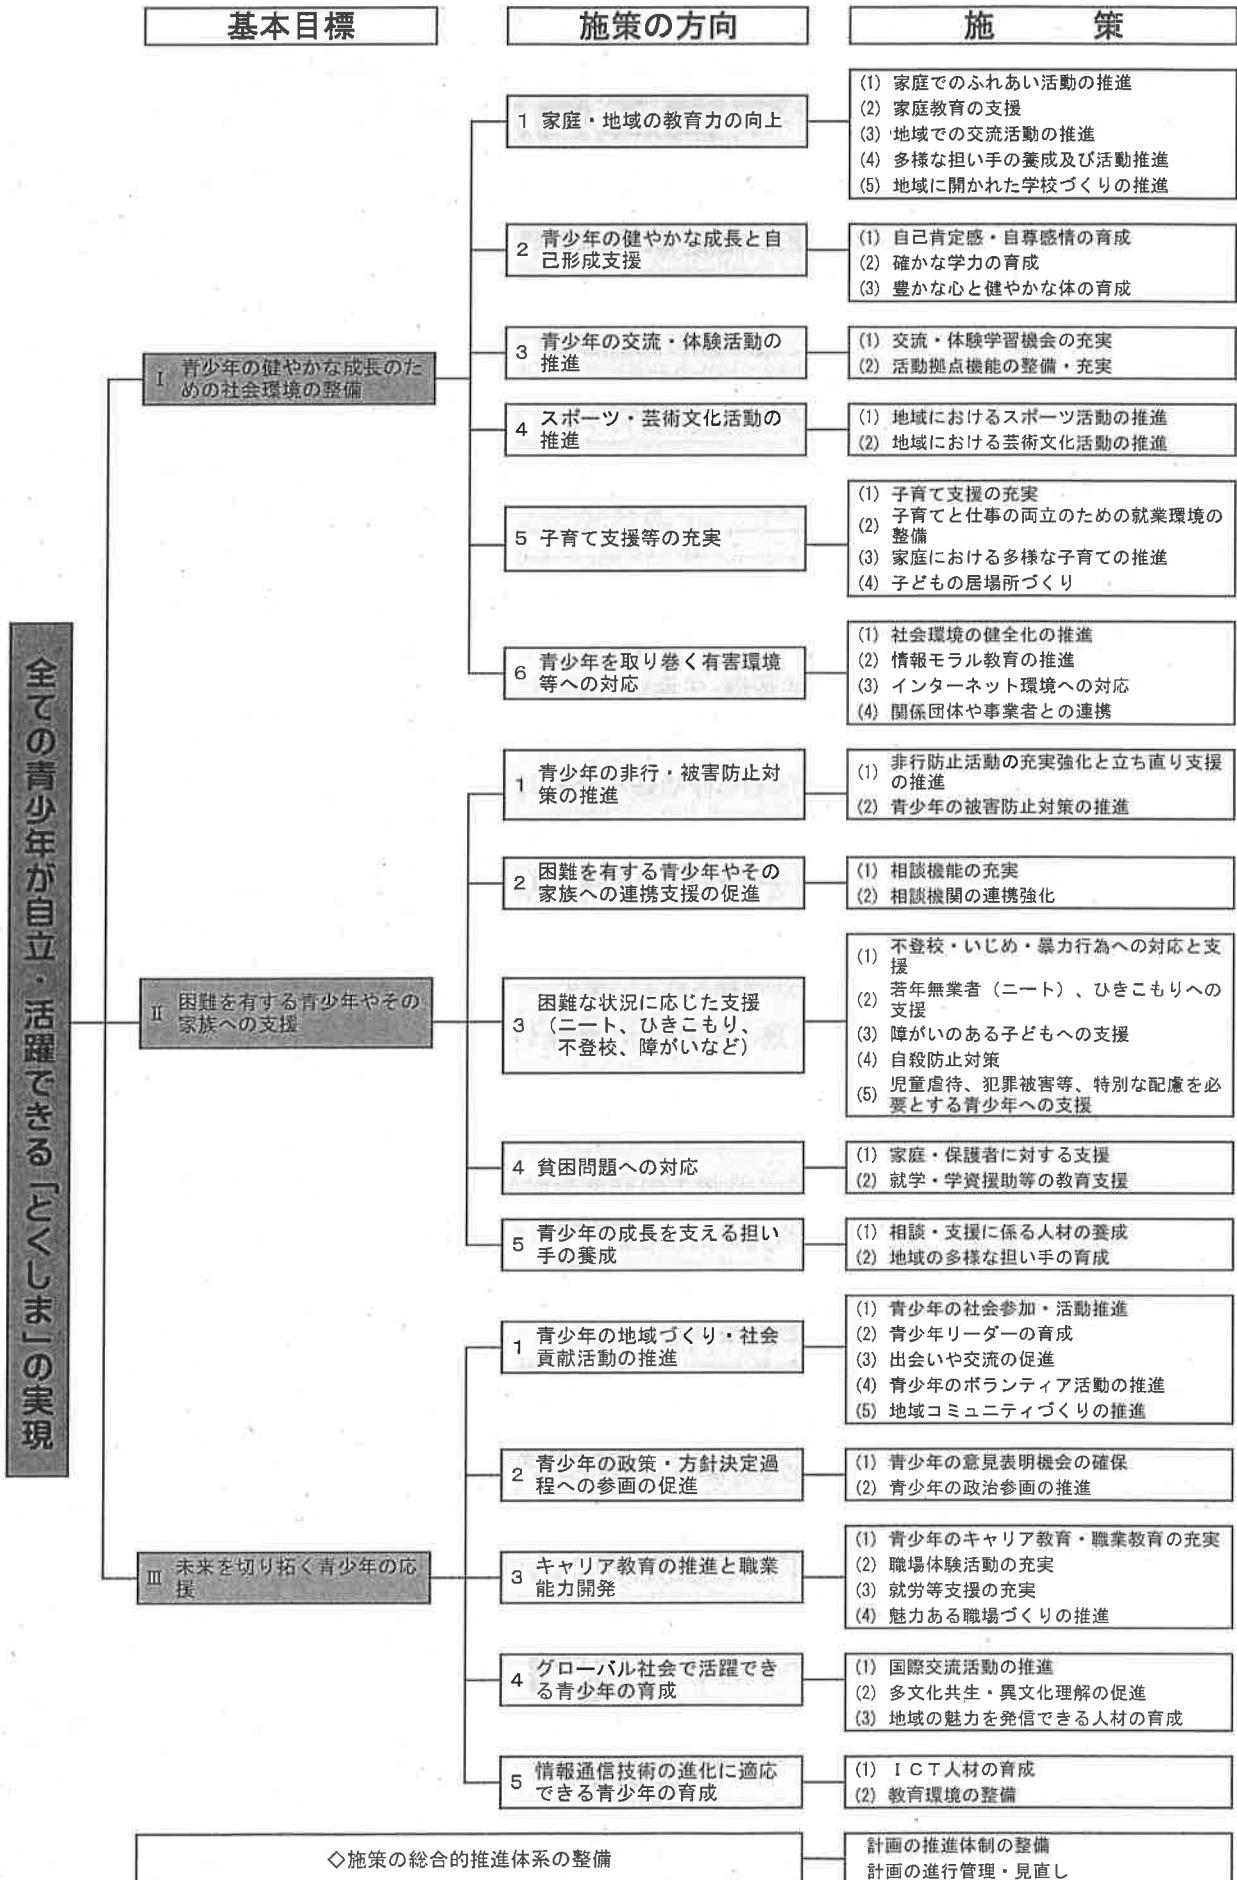 基本目標
施策の方向
施策
全ての青少年が自立・活躍できる「とくしま」の実現
Ⅰ 青少年の健やかな成長のた
めの社会環境の整備
1 家庭・地域の教育力の向上
(1) 家庭でのふれあい活動の推進
(2) 家庭教育の支援
(3) 地域での交流活動の推進
(4) 多様な担い手の養成及び活動推進
(5) 地域に開かれた学校づくりの推進
2 青少年の健やかな成長と自
己形成支援
(1) 自己肯定感・自尊感情の育成
(2) 確かな学力の育成
(3) 豊かな心と健やかな体の育成
3 青少年の交流・体験活動の
推進
(1) 交流・体験学習機会の充実
(2) 活動拠点機能の整備・充実
4 スポーツ・芸術文化活動の
推進
(1) 地域におけるスポーツ活動の推進
(2) 地域における芸術文化活動の推進
5 子育て支援等の充実
(1) 子育て支援の充実
(2) 子育てと仕事の両立のための就業環境の
整備
(3) 家庭における多様な子育ての推進
(4) 子どもの居場所づくり
6 青少年を取り巻く有害環境
等への対応
(1) 社会環境の健全化の推進
(2) 情報モラル教育の推進
(3) インターネット環境への対応
(4) 関係団体や事業者との連携
Ⅱ 困難を有する青少年やその
家族への支援
1 青少年の非行・被害防止対
策の推進
(1) 非行防止活動の充実強化と立ち直り支援
の推進
(2) 青少年の被害防止対策の推進
2 困難を有する青少年やその
家族への連携支援の促進
(1) 相談機能の充実
(2) 相談機関の連携強化
3 困難な状況に応じた支援
(ニート、ひきこもり、
不登校、障がいなど)
(1) 不登校・いじめ・暴力行為への対応と支
援
(2) 若年無業者(ニート)、ひきこもりへの
支援
(3) 障がいのある子どもへの支援
(4) 自殺防止対策
(5) 児童虐待、犯罪被害等、特別な配慮を必
要とする青少年への支援
4 貧困問題への対応
(1) 家庭・保護者に対する支援
(2) 就学・学資援助等の教育支援
5 青少年の成長を支える担い
手の養成
(1) 相談・支援に係る人材の養成
(2) 地域の多様な担い手の育成
Ⅲ 未来を切り拓く青少年の応
援
1 青少年の地域づくり・社会
貢献活動の推進
(1) 青少年の社会参加・活動推進
(2) 青少年リーダーの育成
(3) 出会いや交流の促進
(4) 青少年のボランティア活動の推進
(5) 地域コミュニティづくりの推進
2 青少年の政策・方針決定過
程への参画の促進
(1) 青少年の意見表明機会の確保
(2) 青少年の政治参画の推進
3 キャリア教育の推進と職業
能力開発
(1) 青少年のキャリア教育・職業教育の充実
(2) 職場体験活動の充実
(3) 就労等支援の充実
(4) 魅力ある職場づくりの推進
4 グローバル社会で活躍でき
る青少年の育成
(1) 国際交流活動の推進
(2) 多文化共生・異文化理解の促進
(3) 地域の魅力を発信できる人材の育成
5 情報通信技術の進化に適応
できる青少年の育成
(1) ICT人材の育成
(2) 教育環境の整備
◇施策の総合的推進体系の整備
計画の推進体制の整備
計画の進行管理・見直し